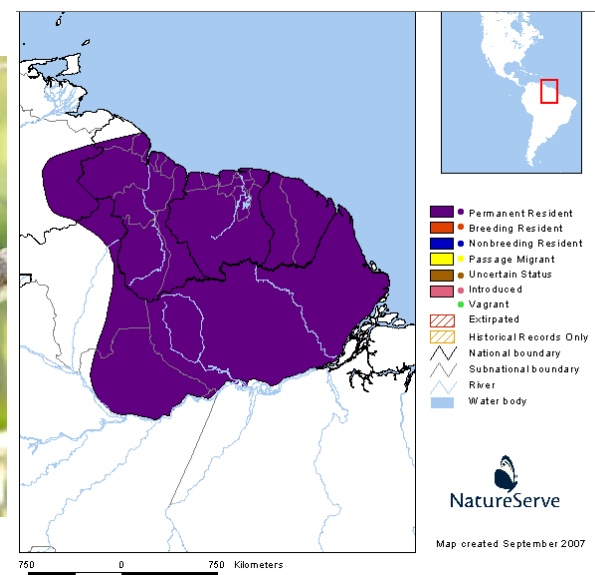 Permanent Resident
Breeding Resident
Nonbreeding Resident
Passage Migrant
Uncertain Status
Introduced
Vagrant
Extirpated
Historical Records Only
National boundary
Subnational boundary
River
Water body
NatureServe
Map created September 2007
750 0 750 Kilometers